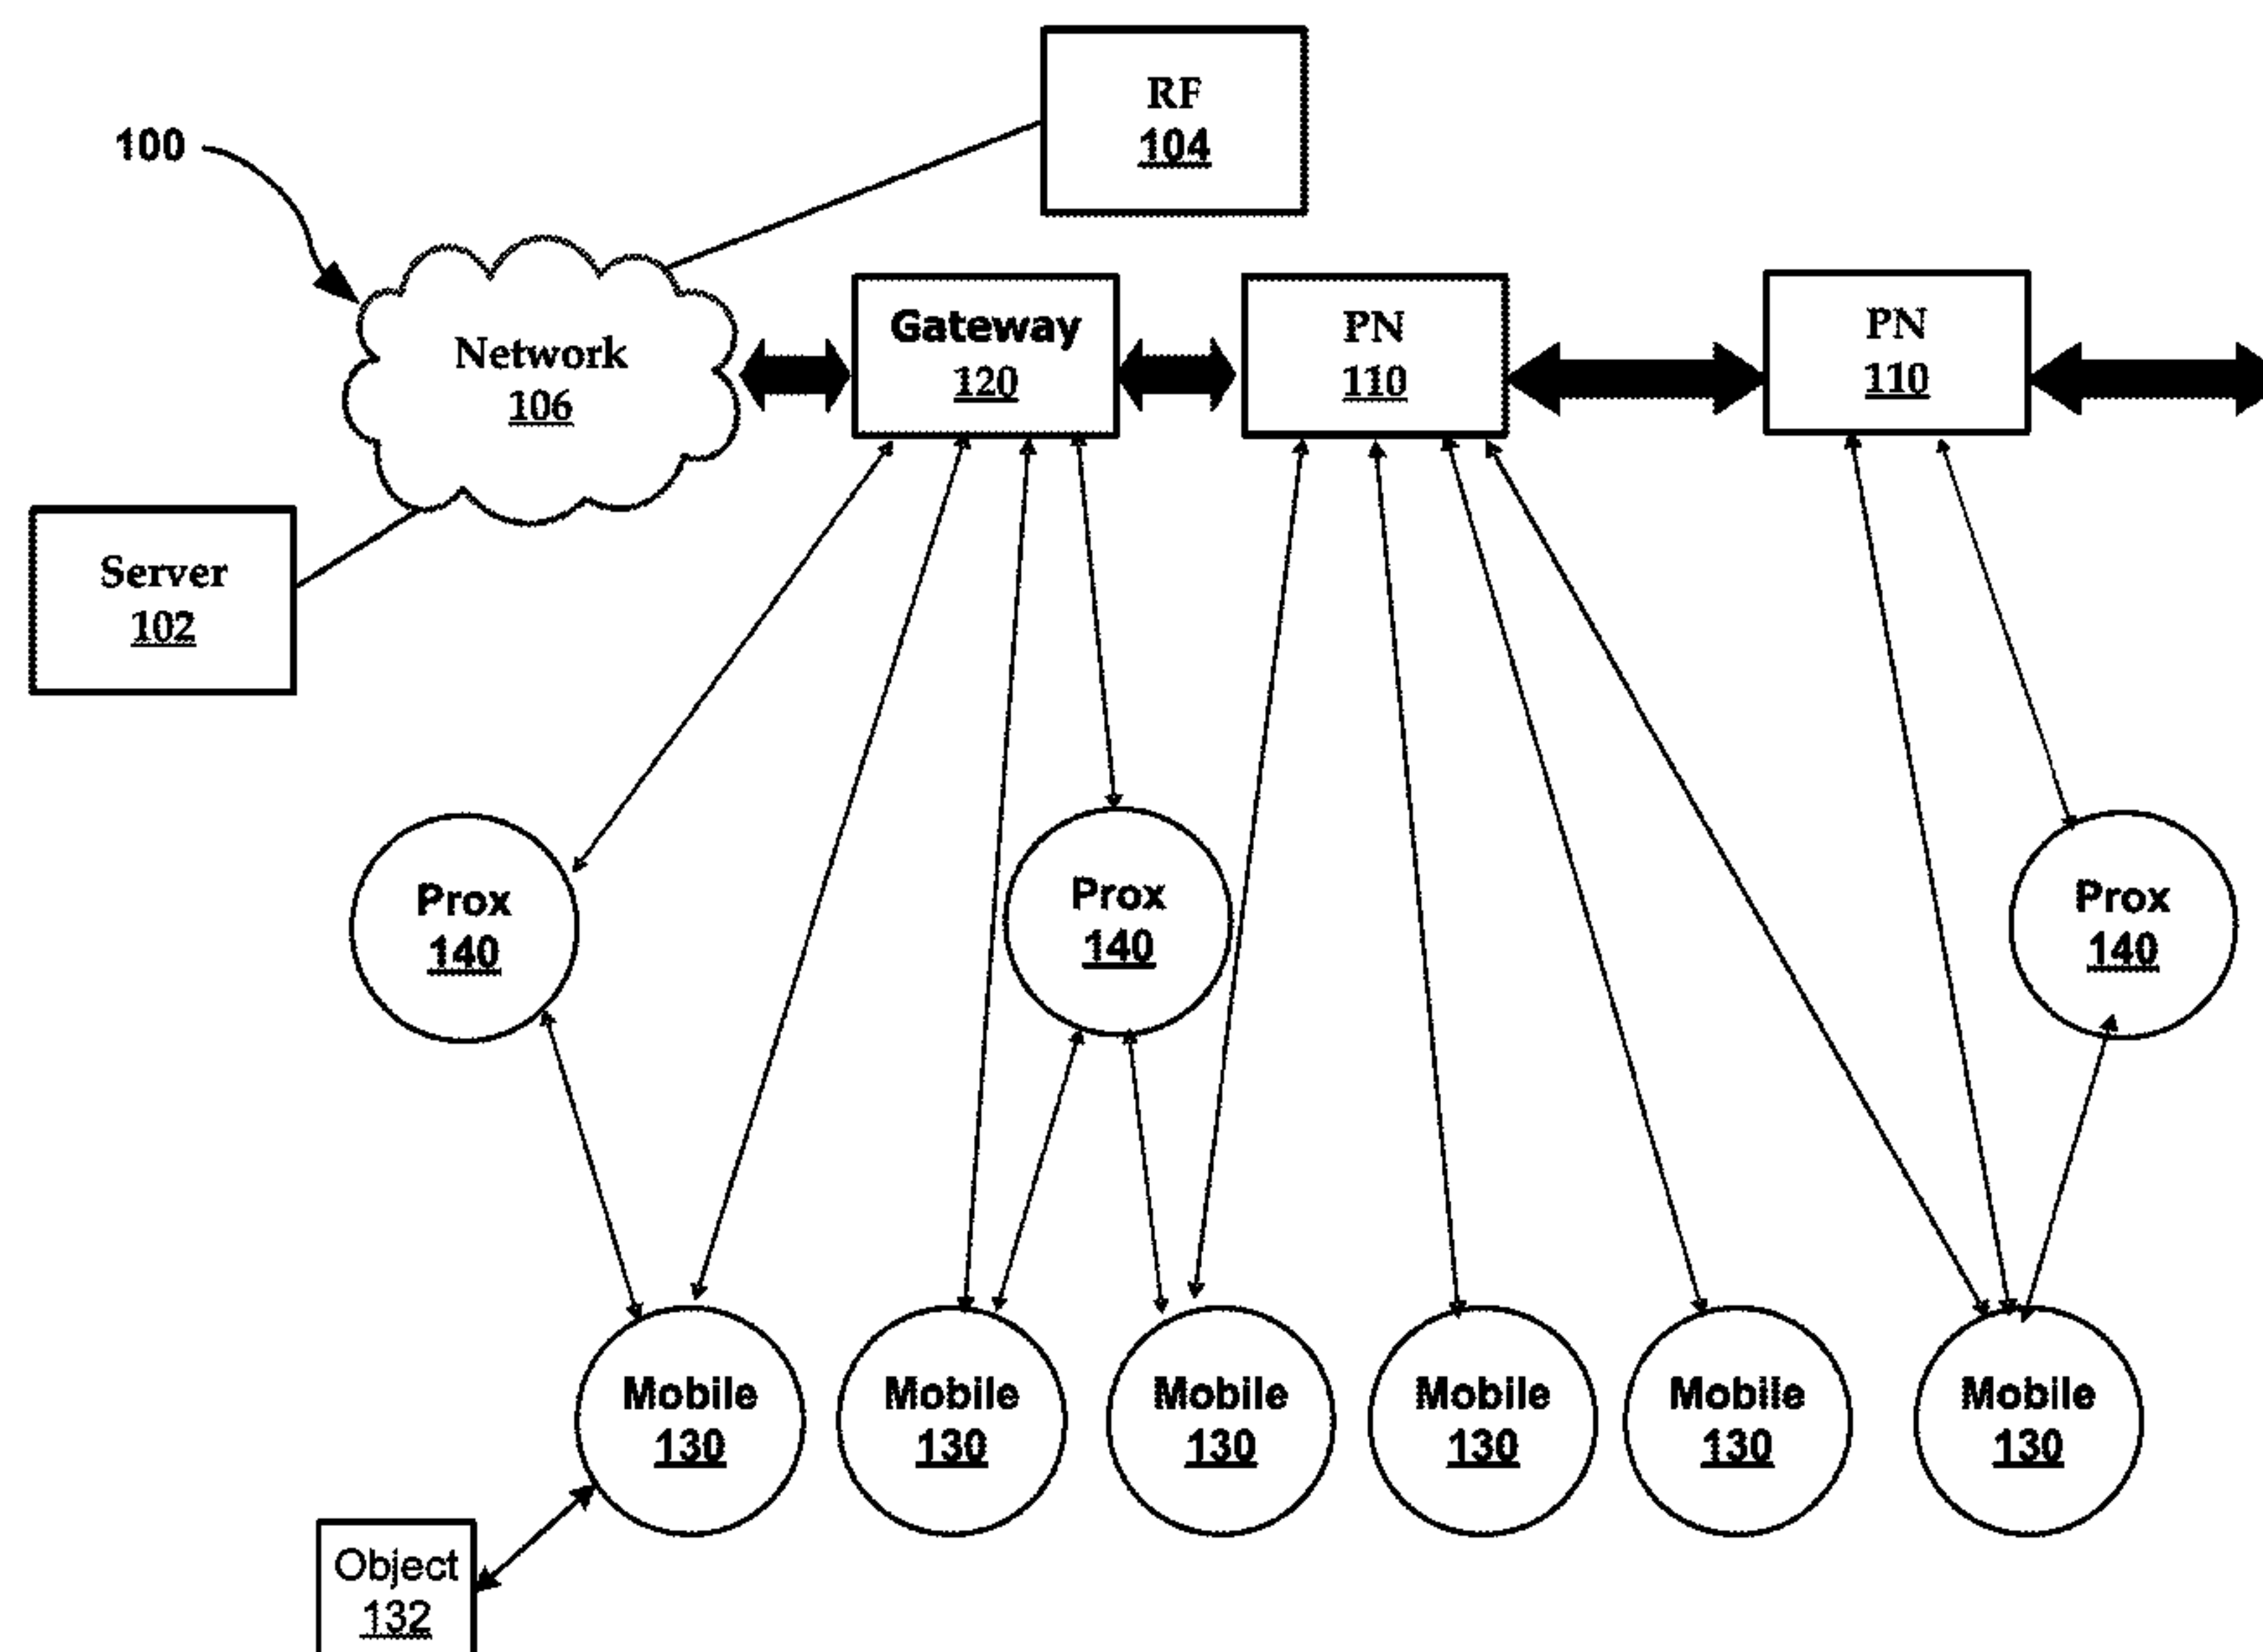 RF
104
100
Network
106
Gateway
120
PN
110
PN
110
Server
102
Prox
140
Prox
140
Prox
140
Mobile
130
Mobile
130
Mobile
130
Mobile
130
Mobile
130
Mobile
130
Object
132